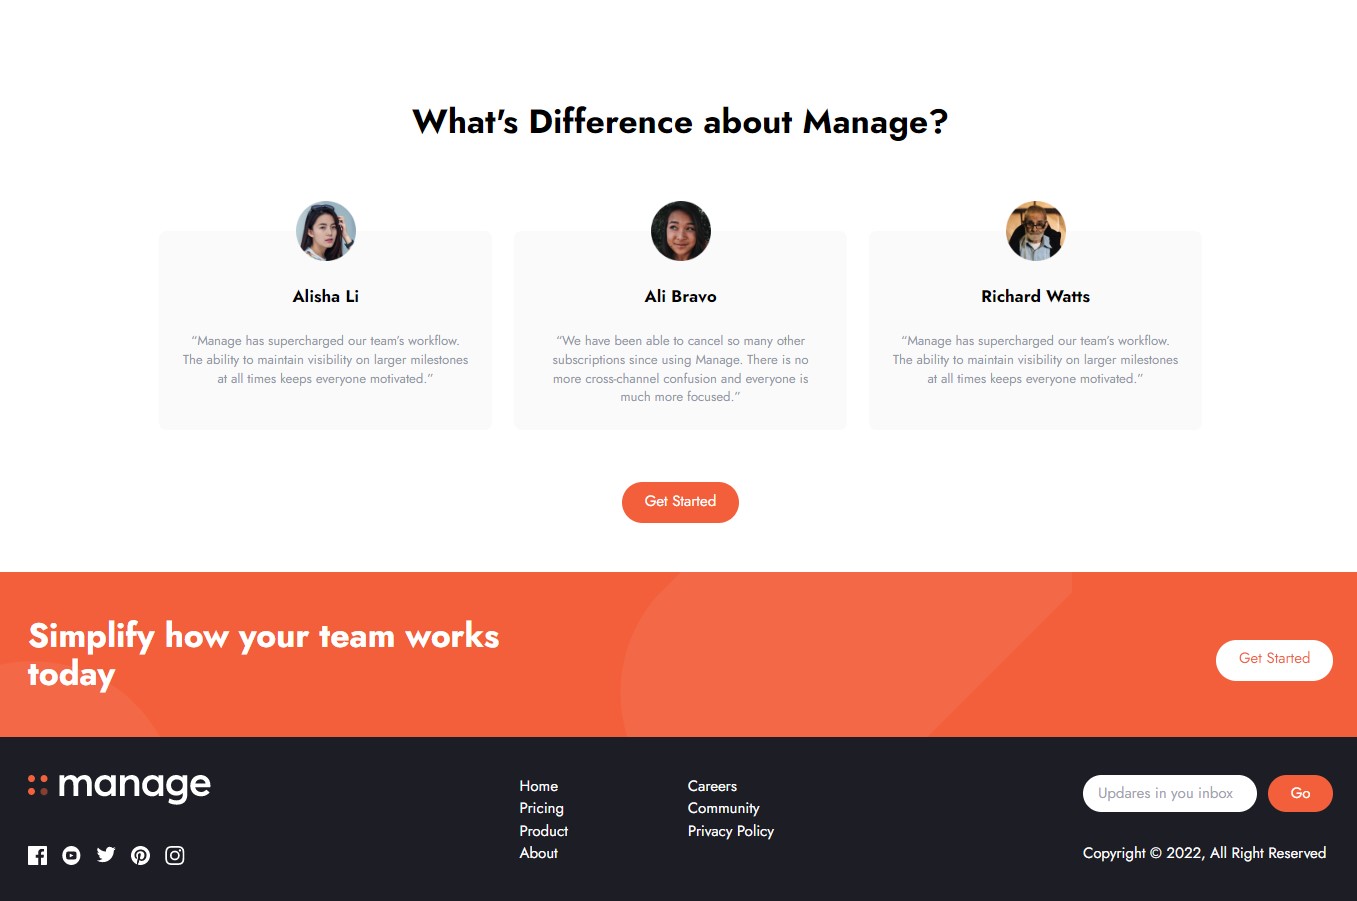 What's Difference about Manage?
Alisha Li
“Manage has supercharged our team’s workflow.
The ability to maintain visibility on larger milestones
at all times keeps everyone motivated.”
Ali Bravo
“We have been able to cancel so many other
subscriptions since using Manage. There is no
more cross-channel confusion and everyone is
much more focused.”
Richard Watts
“Manage has supercharged our team’s workflow.
The ability to maintain visibility on larger milestones
at all times keeps everyone motivated.”
Get Started
Simplify how your team works
today
Get Started
manage
Home
Pricing
Product
About
Careers
Community
Privacy Policy
Updares in you inbox
Go
Copyright © 2022, All Right Reserved